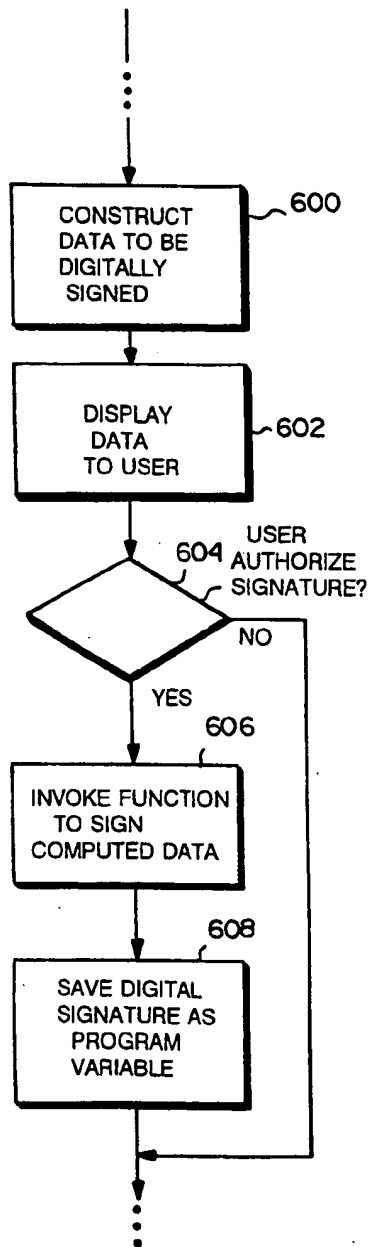 CONSTRUCT
DATA TO BE
DIGITALLY
SIGNED
600
DISPLAY
DATA
TO USER
602
604
USER
AUTHORIZE
SIGNATURE?
NO
YES
606
INVOKE FUNCTION
TO SIGN
COMPUTED DATA
608
SAVE DIGITAL
SIGNATURE AS
PROGRAM
VARIABLE